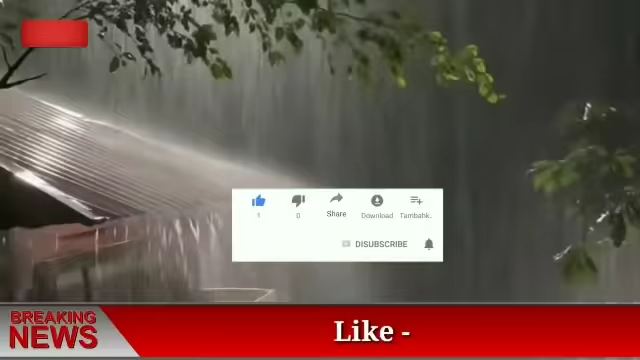 1 0 Share Download Tambahk.
DISUBSCRIBE
BREAKING
NEWS
Like -